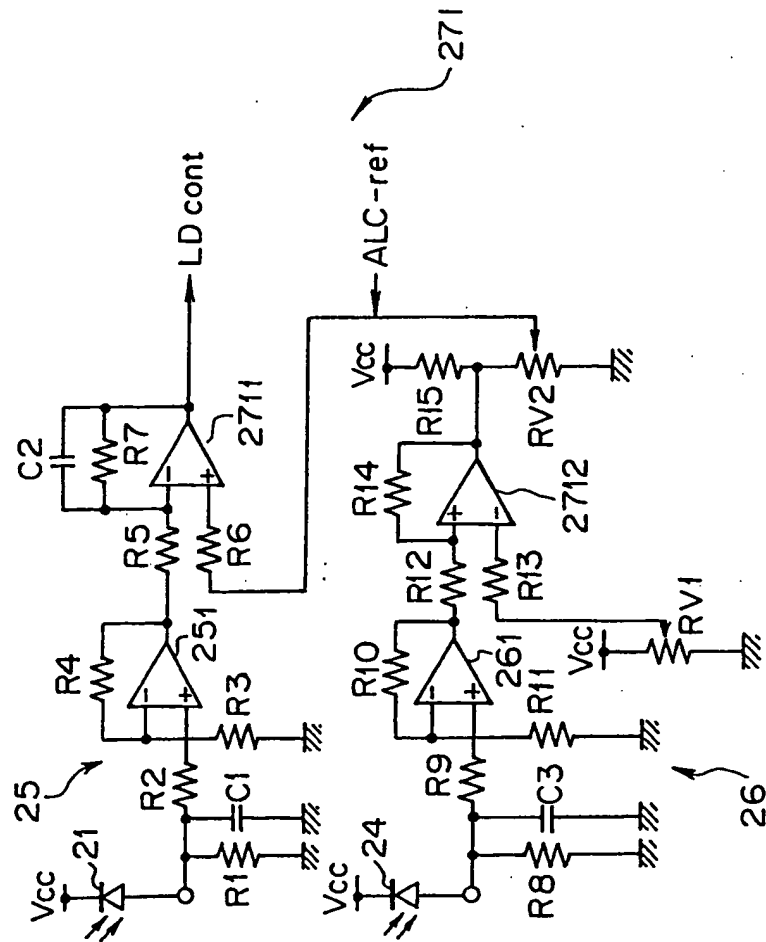 C2
R7
LD cont
R4
R5
25
251
2711
Vcc
21
R2
R6
R3
271
R1
C1
ALC-ref
Vcc
R15
R14
R10
R12
RV2
Vcc
24
261
2712
R9
R13
R11
Vcc
RV1
R8
C3
26
+
−
+
−
+
−
+
−